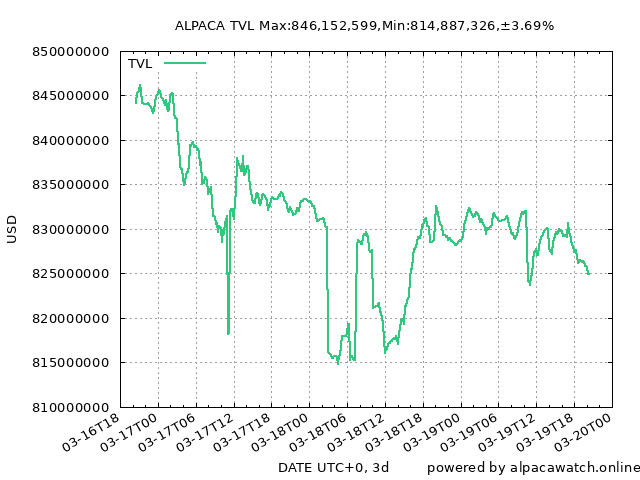 ALPACA TVL Max:846,152,599,Min:814,887,326,±3.69%
TVL
850000000
845000000
840000000
835000000
830000000
825000000
820000000
815000000
810000000
USD
03-16T18
03-17T00
03-17T06
03-17T12
03-17T18
03-18T00
03-18T06
03-18T12
03-18T18
03-19T00
03-19T06
03-19T12
03-19T18
03-20T00
DATE UTC+0, 3d
powered by alpacawatch.online